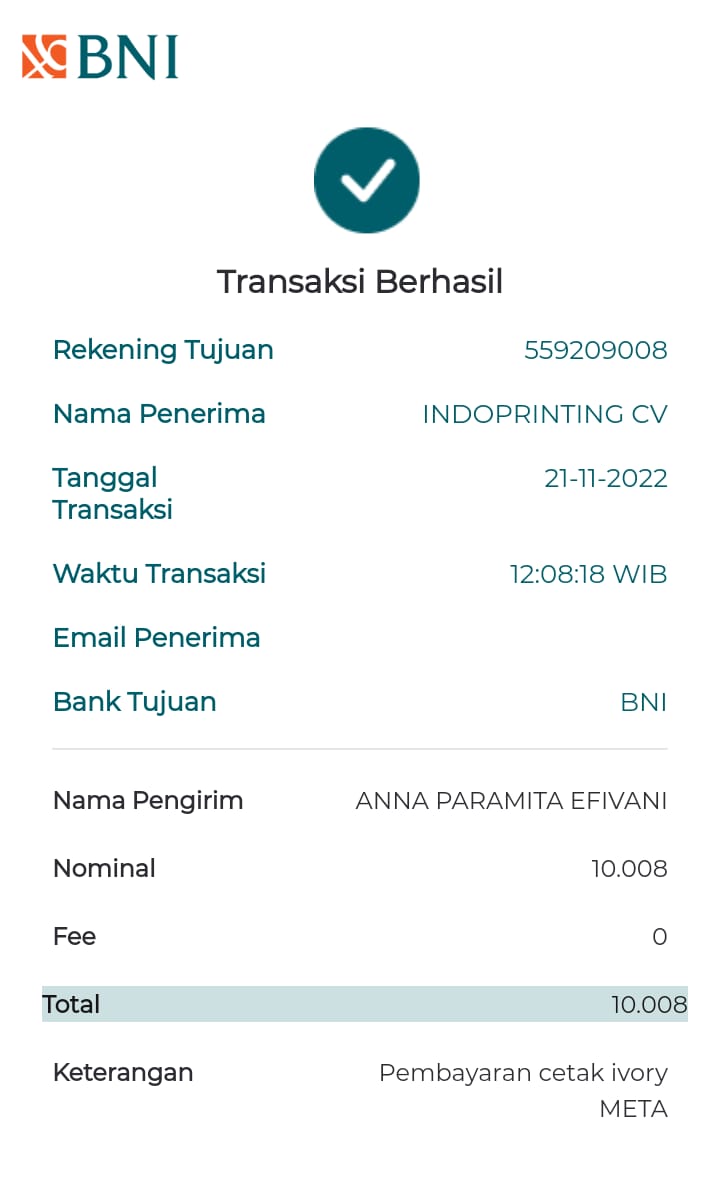 BNI
Transaksi Berhasil
Rekening Tujuan 559209008
Nama Penerima INDOPRINTING CV
Tanggal Transaksi 21-11-2022
Waktu Transaksi 12:08:18 WIB
Email Penerima
Bank Tujuan BNI
Nama Pengirim ANNA PARAMITA EFIVANI
Nominal 10.008
Fee 0
Total 10.008
Keterangan Pembayaran cetak ivory
META